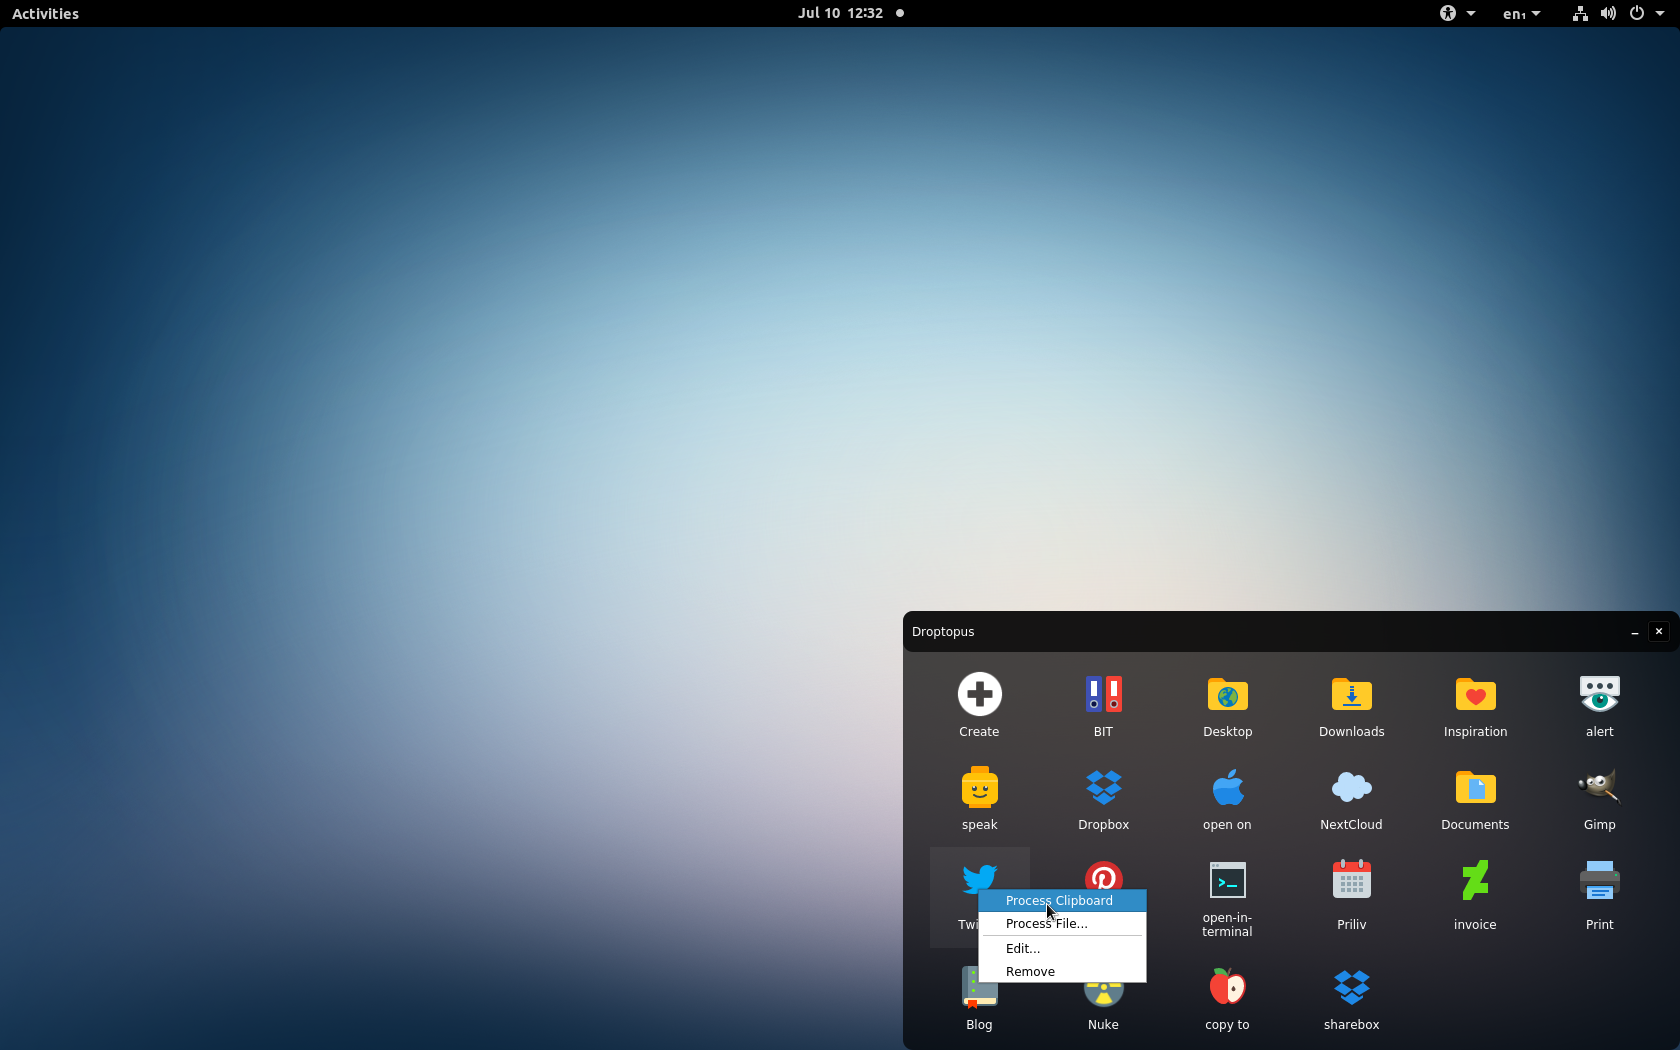 Activities
Jul 10 12:32
en₁
Droptopus
Create
BIT
Desktop
Downloads
Inspiration
alert
speak
Dropbox
open on
NextCloud
Documents
Gimp
Process Clipboard
Process File...
Edit...
Remove
open-in-
terminal
Priliv
invoice
Print
Blog
Nuke
copy to
sharebox